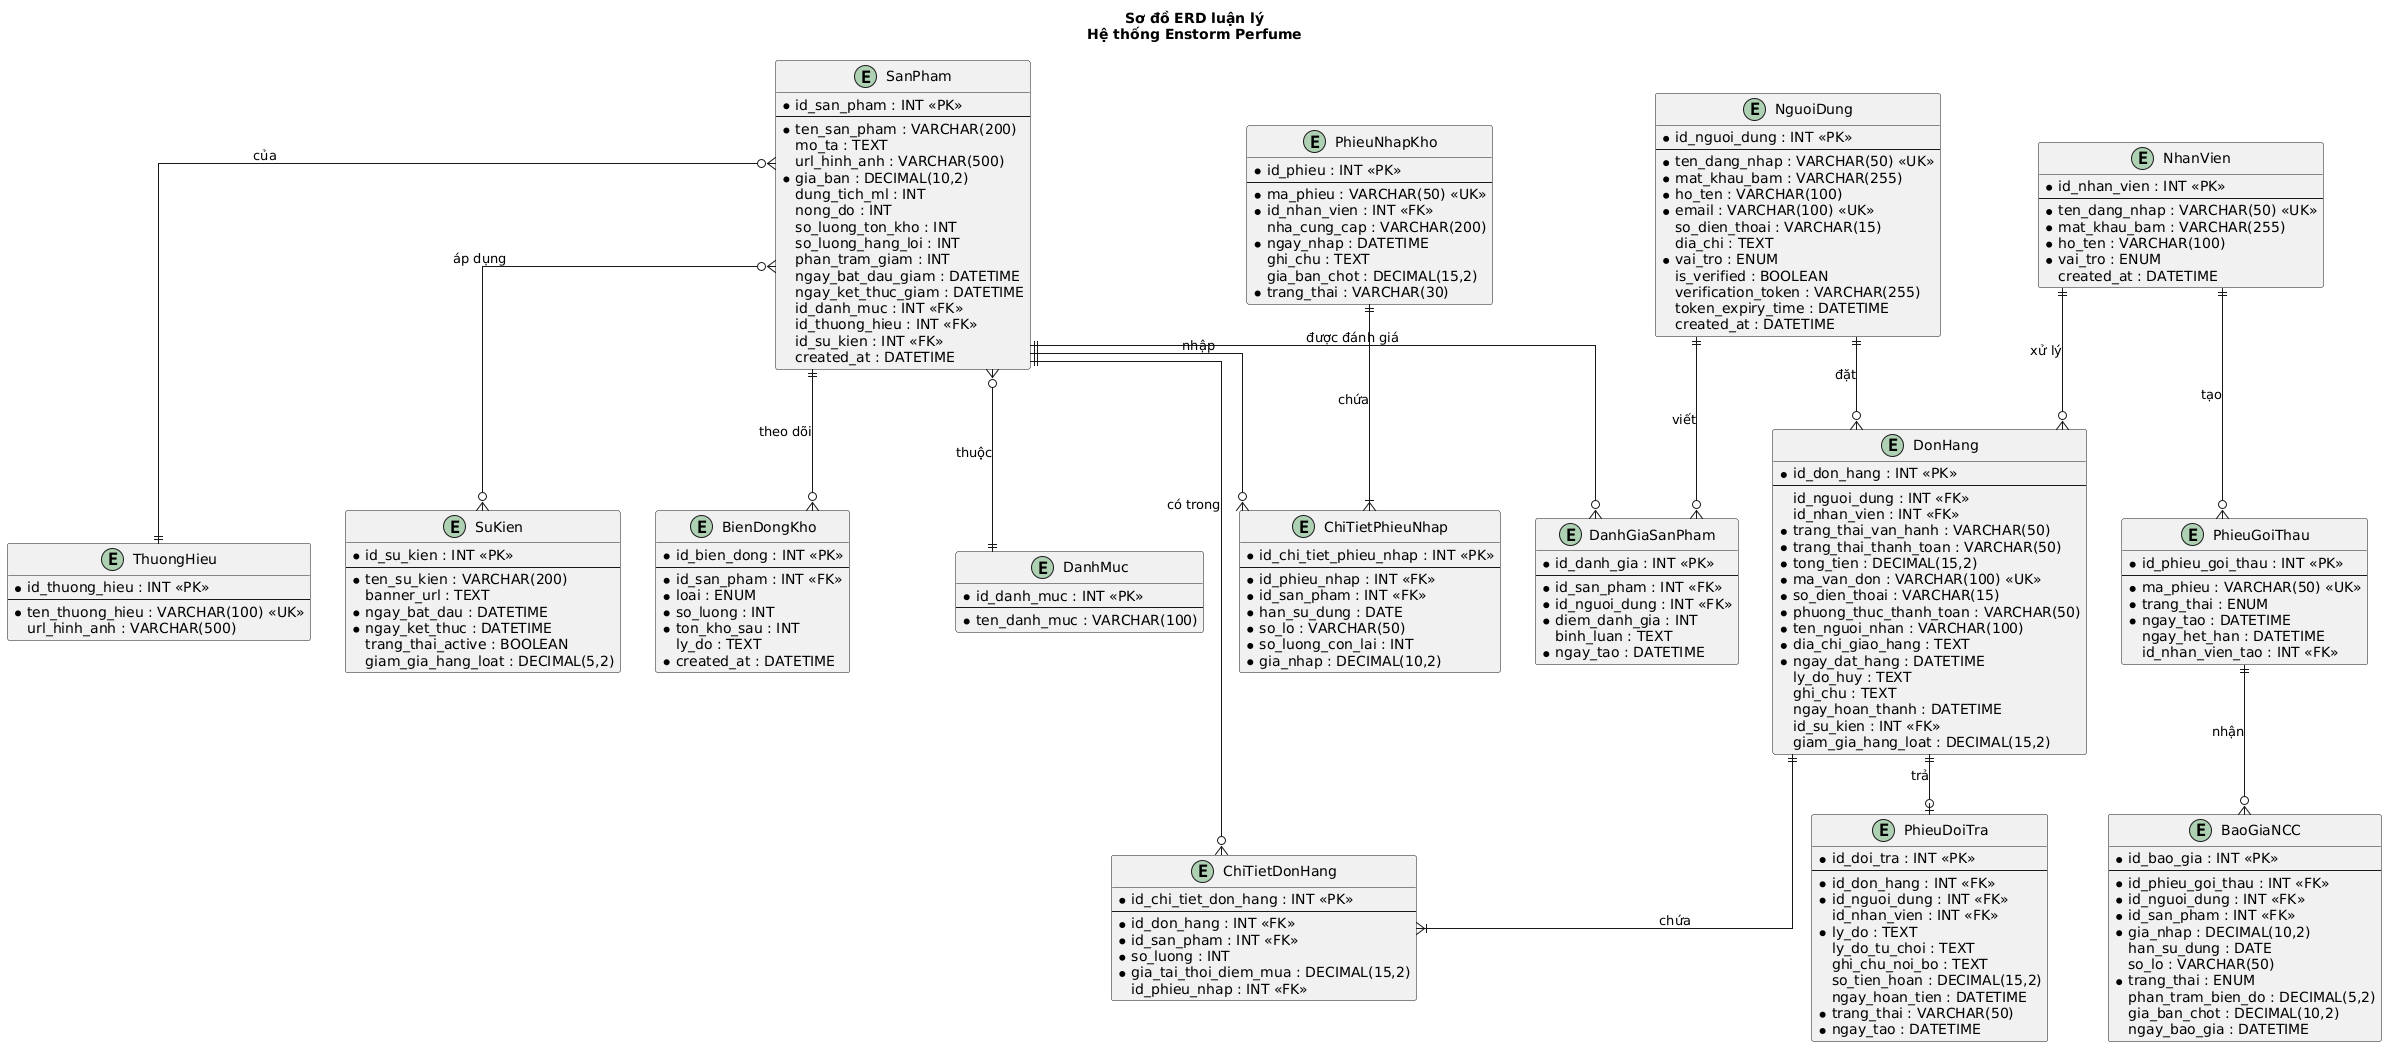 Sơ đồ ERD luận lý
Hệ thống Enstorm Perfume
E SanPham
id_san_pham : INT «PK»
ten_san_pham : VARCHAR(200)
mo_ta : TEXT
url_hinh_anh : VARCHAR(500)
gia_ban : DECIMAL(10,2)
dung_tich_ml : INT
nong_do : INT
so_luong_ton_kho : INT
so_luong_hang_loi : INT
phan_tram_giam : INT
ngay_bat_dau_giam : DATETIME
ngay_ket_thuc_giam : DATETIME
id_danh_muc : INT «FK»
id_thuong_hieu : INT «FK»
id_su_kien : INT «FK»
created_at : DATETIME
E PhieuNhapKho
id_phieu : INT «PK»
ma_phieu : VARCHAR(50) «UK»
id_nhan_vien : INT «FK»
nha_cung_cap : VARCHAR(200)
ngay_nhap : DATETIME
ghi_chu : TEXT
gia_ban_chot : DECIMAL(15,2)
trang_thai : VARCHAR(30)
E NguoiDung
id_nguoi_dung : INT «PK»
ten_dang_nhap : VARCHAR(50) «UK»
mat_khau_bam : VARCHAR(255)
ho_ten : VARCHAR(100)
email : VARCHAR(100) «UK»
so_dien_thoai : VARCHAR(15)
dia_chi : TEXT
vai_tro : ENUM
is_verified : BOOLEAN
verification_token : VARCHAR(255)
token_expiry_time : DATETIME
created_at : DATETIME
E NhanVien
id_nhan_vien : INT «PK»
ten_dang_nhap : VARCHAR(50) «UK»
mat_khau_bam : VARCHAR(255)
ho_ten : VARCHAR(100)
vai_tro : ENUM
created_at : DATETIME
của
áp dụng
theo dõi
thuộc
nhập
có trong
được đánh giá
chứa
viết
đặt
xử lý
tạo
E ThuongHieu
id_thuong_hieu : INT «PK»
ten_thuong_hieu : VARCHAR(100) «UK»
url_hinh_anh : VARCHAR(500)
E SuKien
id_su_kien : INT «PK»
ten_su_kien : VARCHAR(200)
banner_url : TEXT
ngay_bat_dau : DATETIME
ngay_ket_thuc : DATETIME
trang_thai_active : BOOLEAN
giam_gia_hang_loat : DECIMAL(5,2)
E BienDongKho
id_bien_dong : INT «PK»
id_san_pham : INT «FK»
loai : ENUM
so_luong : INT
ton_kho_sau : INT
ly_do : TEXT
created_at : DATETIME
E DanhMuc
id_danh_muc : INT «PK»
ten_danh_muc : VARCHAR(100)
E ChiTietPhieuNhap
id_chi_tiet_phieu_nhap : INT «PK»
id_phieu_nhap : INT «FK»
id_san_pham : INT «FK»
han_su_dung : DATE
so_lo : VARCHAR(50)
so_luong_con_lai : INT
gia_nhap : DECIMAL(10,2)
E DanhGiaSanPham
id_danh_gia : INT «PK»
id_san_pham : INT «FK»
id_nguoi_dung : INT «FK»
diem_danh_gia : INT
binh_luan : TEXT
ngay_tao : DATETIME
E DonHang
id_don_hang : INT «PK»
id_nguoi_dung : INT «FK»
id_nhan_vien : INT «FK»
trang_thai_van_hanh : VARCHAR(50)
trang_thai_thanh_toan : VARCHAR(50)
tong_tien : DECIMAL(15,2)
ma_van_don : VARCHAR(100) «UK»
so_dien_thoai : VARCHAR(15)
phuong_thuc_thanh_toan : VARCHAR(50)
ten_nguoi_nhan : VARCHAR(100)
dia_chi_giao_hang : TEXT
ngay_dat_hang : DATETIME
ly_do_huy : TEXT
ghi_chu : TEXT
ngay_hoan_thanh : DATETIME
id_su_kien : INT «FK»
giam_gia_hang_loat : DECIMAL(15,2)
E PhieuGoiThau
id_phieu_goi_thau : INT «PK»
ma_phieu : VARCHAR(50) «UK»
trang_thai : ENUM
ngay_tao : DATETIME
ngay_het_han : DATETIME
id_nhan_vien_tao : INT «FK»
nhận
trả
chứa
E ChiTietDonHang
id_chi_tiet_don_hang : INT «PK»
id_don_hang : INT «FK»
id_san_pham : INT «FK»
so_luong : INT
gia_tai_thoi_diem_mua : DECIMAL(15,2)
id_phieu_nhap : INT «FK»
E PhieuDoiTra
id_doi_tra : INT «PK»
id_don_hang : INT «FK»
id_nguoi_dung : INT «FK»
id_nhan_vien : INT «FK»
ly_do : TEXT
ly_do_tu_choi : TEXT
ghi_chu_noi_bo : TEXT
so_tien_hoan : DECIMAL(15,2)
ngay_hoan_tien : DATETIME
trang_thai : VARCHAR(50)
ngay_tao : DATETIME
E BaoGiaNCC
id_bao_gia : INT «PK»
id_phieu_goi_thau : INT «FK»
id_nguoi_dung : INT «FK»
id_san_pham : INT «FK»
gia_nhap : DECIMAL(10,2)
han_su_dung : DATE
so_lo : VARCHAR(50)
trang_thai : ENUM
phan_tram_bien_do : DECIMAL(5,2)
gia_ban_chot : DECIMAL(10,2)
ngay_bao_gia : DATETIME